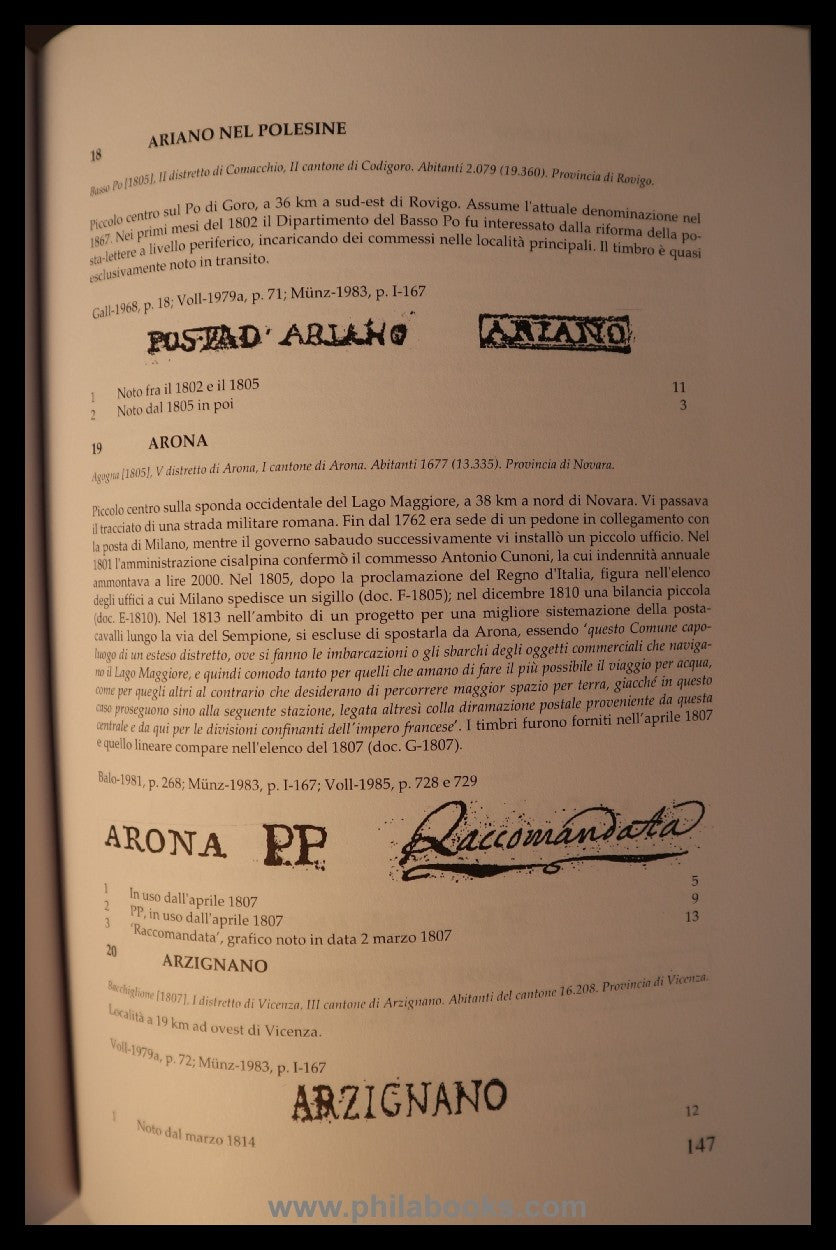 18 ARIANO NEL POLESINE
Basso Po [1805], II distretto di Comacchio, II cantone di Codigoro. Abitanti 2.079 (19.360). Provincia di Rovigo.
Piccolo centro sul Po di Goro, a 36 km a sud-est di Rovigo. Assume l'attuale denominazione nel
1867. Nei primi mesi del 1802 il Dipartimento del Basso Po fu interessato dalla riforma della po-
sta-lettere a livello periferico, incaricando dei commessi nelle località principali. Il timbro è quasi
esclusivamente noto in transito.
Gall-1968, p. 18; Voll-1979a, p. 71; Münz-1983, p. I-167
POSTA D' ARIANO ARIANO
1 Noto fra il 1802 e il 1805 11
2 Noto dal 1805 in poi 3
19 ARONA
Agogna [1805], V distretto di Arona, I cantone di Arona. Abitanti 1677 (13.335). Provincia di Novara.
Piccolo centro sulla sponda occidentale del Lago Maggiore, a 38 km a nord di Novara. Vi passava
il tracciato di una strada militare romana. Fin dal 1762 era sede di un pedone in collegamento con
la posta di Milano, mentre il governo sabaudo successivamente vi installò un piccolo ufficio. Nel
1801 l'amministrazione cisalpina confermò il commesso Antonio Cunoni, la cui indennità annuale
ammontava a lire 2000. Nel 1805, dopo la proclamazione del Regno d'Italia, figura nell'elenco
degli uffici a cui Milano spedisce un sigillo (doc. F-1805); nel dicembre 1810 una bilancia piccola
(doc. E-1810). Nel 1813 nell'ambito di un progetto per una migliore sistemazione della posta-
cavalli lungo la via del Sempione, si escluse di spostarla da Arona, essendo 'questo Comune capo-
luogo di un esteso distretto, ove si fanno le imbarcazioni o gli sbarchi degli oggetti commerciali che naviga-
no il Lago Maggiore, e quindi comodo tanto per quelli che amano di fare il più possibile il viaggio per acqua,
come per quegli altri al contrario che desiderano di percorrere maggior spazio per terra, giacché in questo
caso proseguono sino alla seguente stazione, legata altresì colla diramazione postale proveniente da questa
centrale e da qui per le divisioni confinanti dell'impero francese'. I timbri furono forniti nell'aprile 1807
e quello lineare compare nell'elenco del 1807 (doc. G-1807).
Balo-1981, p. 268; Münz-1983, p. I-167; Voll-1985, p. 728 e 729
ARONA PP Raccomandata
1 In uso dall'aprile 1807 5
2 PP, in uso dall'aprile 1807 9
3 'Raccomandata', grafico noto in data 2 marzo 1807 13
20 ARZIGNANO
Bacchiglione [1807], I distretto di Vicenza, III cantone di Arzignano. Abitanti del cantone 16.208. Provincia di Vicenza.
Località a 19 km ad ovest di Vicenza.
Voll-1979a, p. 72; Münz-1983, p. I-167
ARZIGNANO
1 Noto dal marzo 1814 12
147
www.philabooks.com